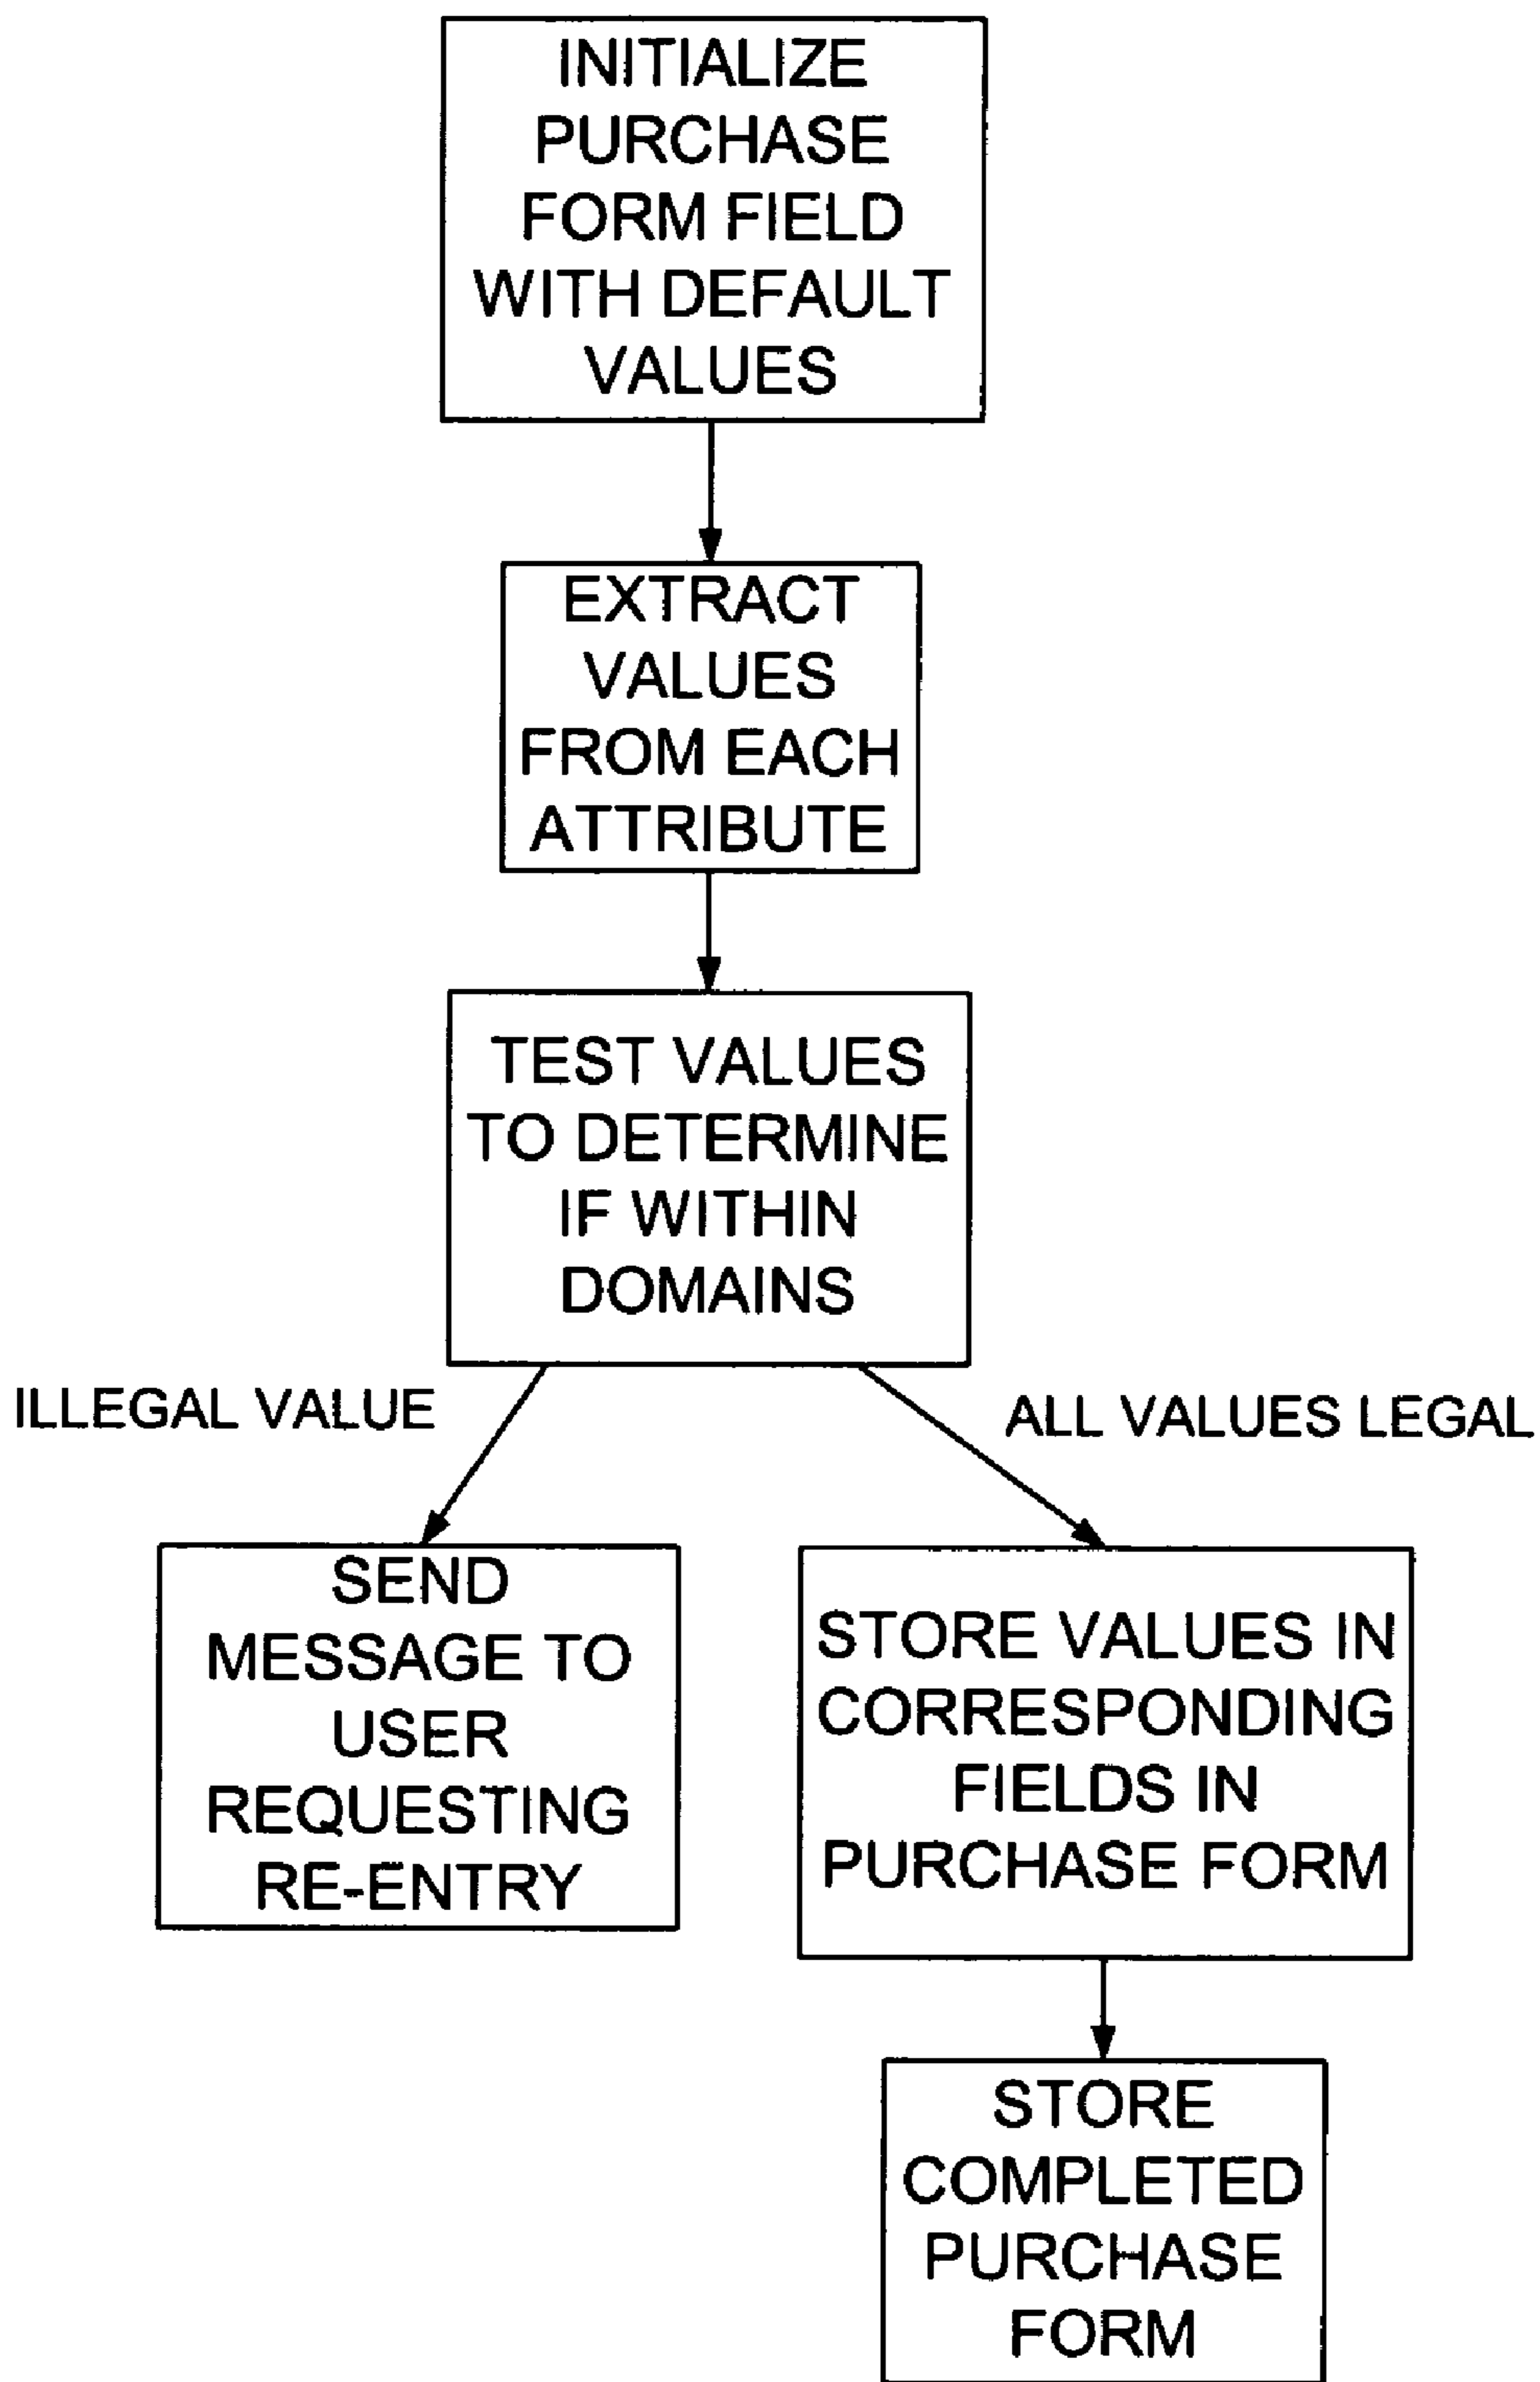 INITIALIZE
PURCHASE
FORM FIELD
WITH DEFAULT
VALUES
EXTRACT
VALUES
FROM EACH
ATTRIBUTE
TEST VALUES
TO DETERMINE
IF WITHIN
DOMAINS
ILLEGAL VALUE
ALL VALUES LEGAL
SEND
MESSAGE TO
USER
REQUESTING
RE-ENTRY
STORE VALUES IN
CORRESPONDING
FIELDS IN
PURCHASE FORM
STORE
COMPLETED
PURCHASE
FORM